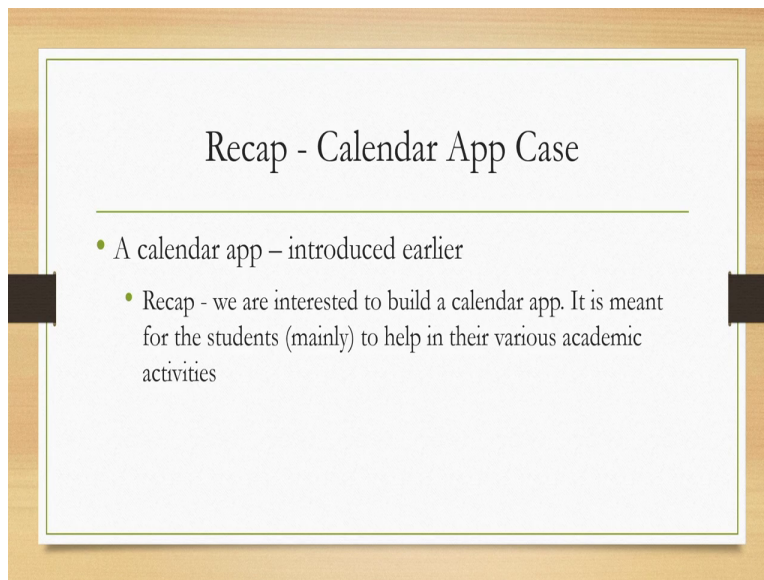 Recap - Calendar App Case
• A calendar app – introduced earlier
• Recap - we are interested to build a calendar app. It is meant
for the students (mainly) to help in their various academic
activities